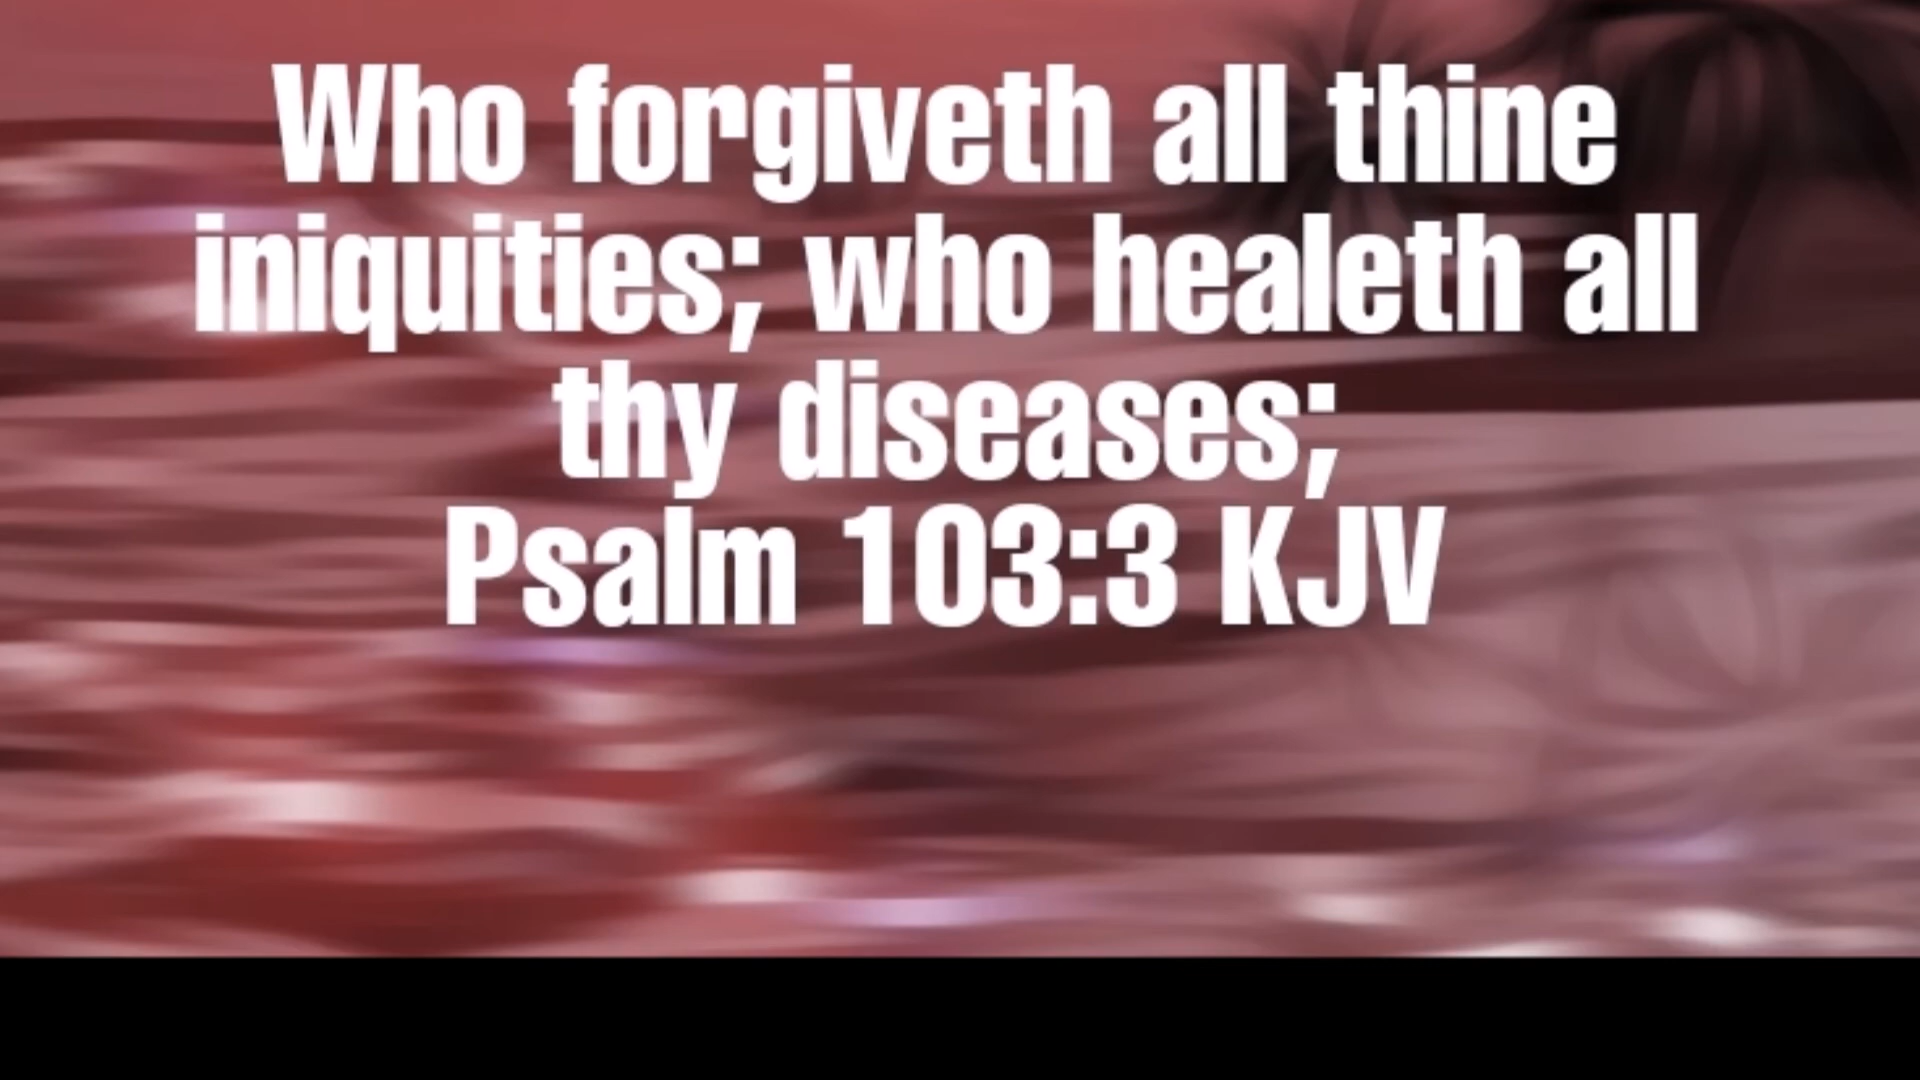 Who forgiveth all thine
iniquities; who healeth all
thy diseases;
Psalm 103:3 KJV